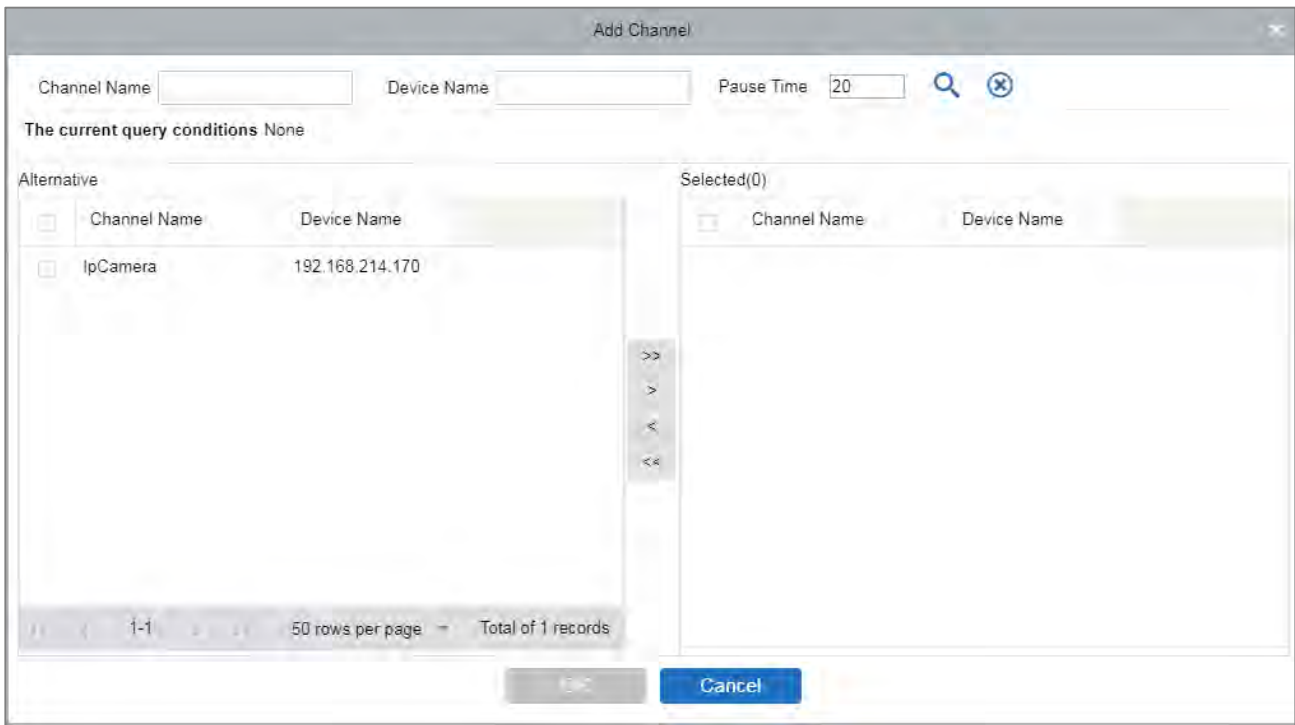 Add Channel
Channel Name Device Name Pause Time 20
The current query conditions None
Alternative Selected(0)
Channel Name Device Name Channel Name Device Name
IpCamera 192.168.214.170
>>
>
<
<<
1-1 50 rows per page Total of 1 records
Cancel